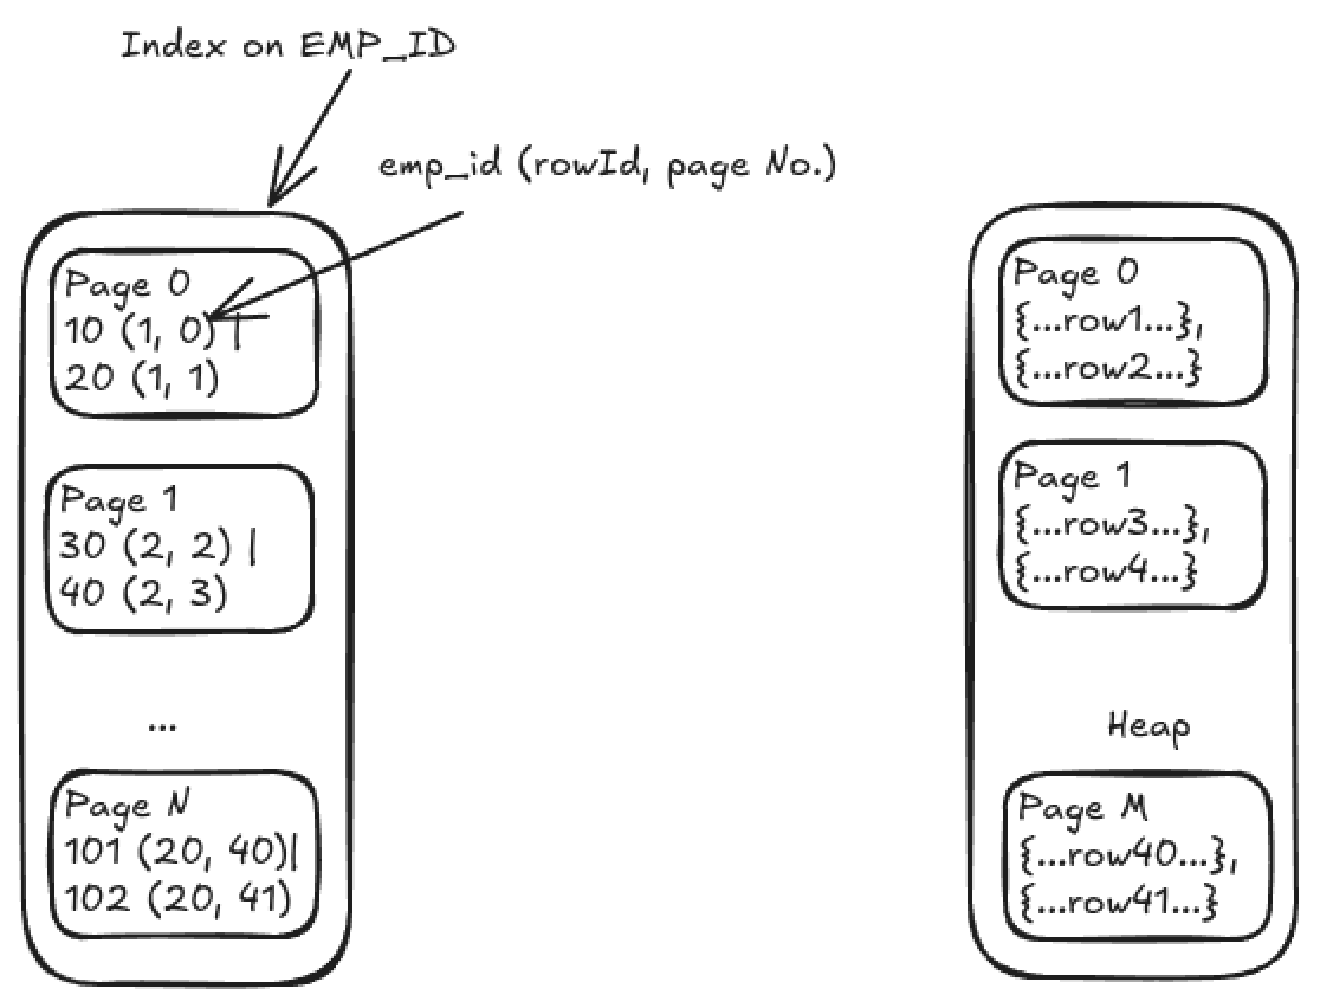 Index on EMP_ID
emp_id (rowId, page No.)
Page 0
10 (1, 0) |
20 (1, 1)
Page 1
30 (2, 2) |
40 (2, 3)
...
Page N
101 (20, 40)|
102 (20, 41)
Page 0
{...row1...},
{...row2...}
Page 1
{...row3...},
{...row4...}
Heap
Page M
{...row40...},
{...row41...}